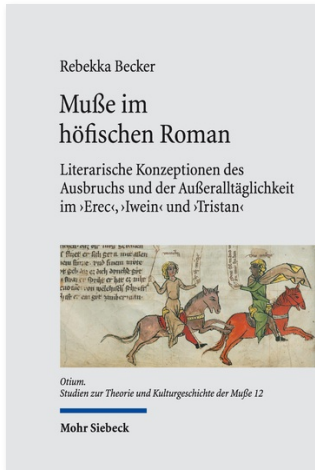 Rebekka Becker
Muße im
höfischen Roman
Literarische Konzeptionen des
Ausbruchs und der Außeralltäglichkeit
im ›Erec‹, ›Iwein‹ und ›Tristan‹
Otium.
Studien zur Theorie und Kulturgeschichte der Muße 12
Mohr Siebeck